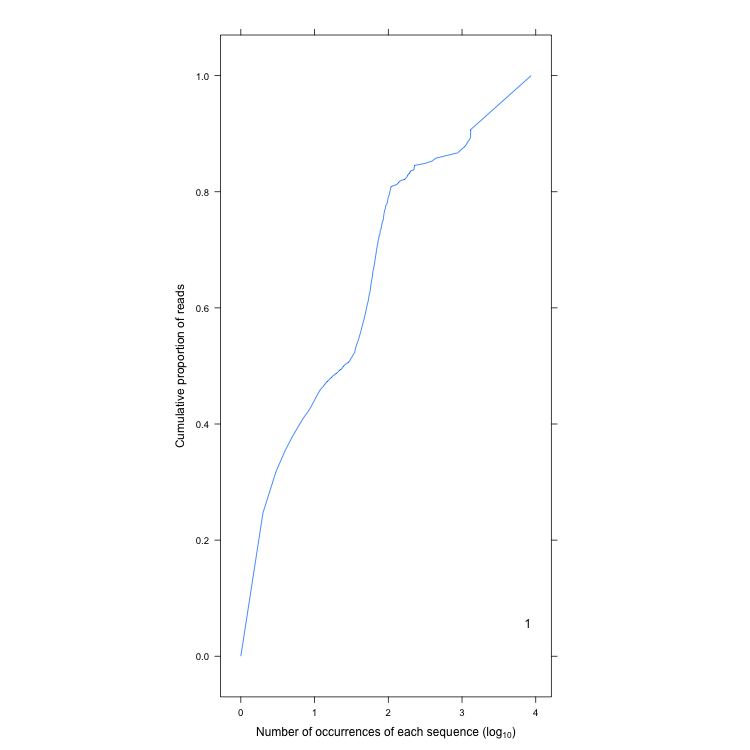 1.0
0.8
0.6
0.4
0.2
0.0
Cumulative proportion of reads
1
0 1 2 3 4
Number of occurrences of each sequence (log₁₀)